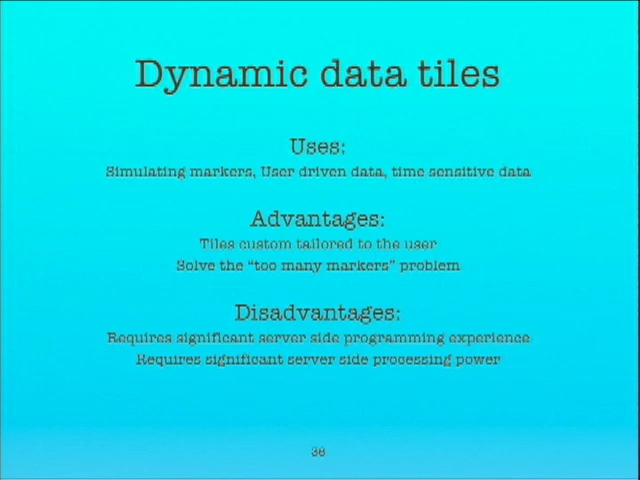 Dynamic data tiles
Uses:
Simulating markers, User driven data, time sensitive data
Advantages:
Tiles custom tailored to the user
Solve the “too many markers” problem
Disadvantages:
Requires significant server side programming experience
Requires significant server side processing power
36